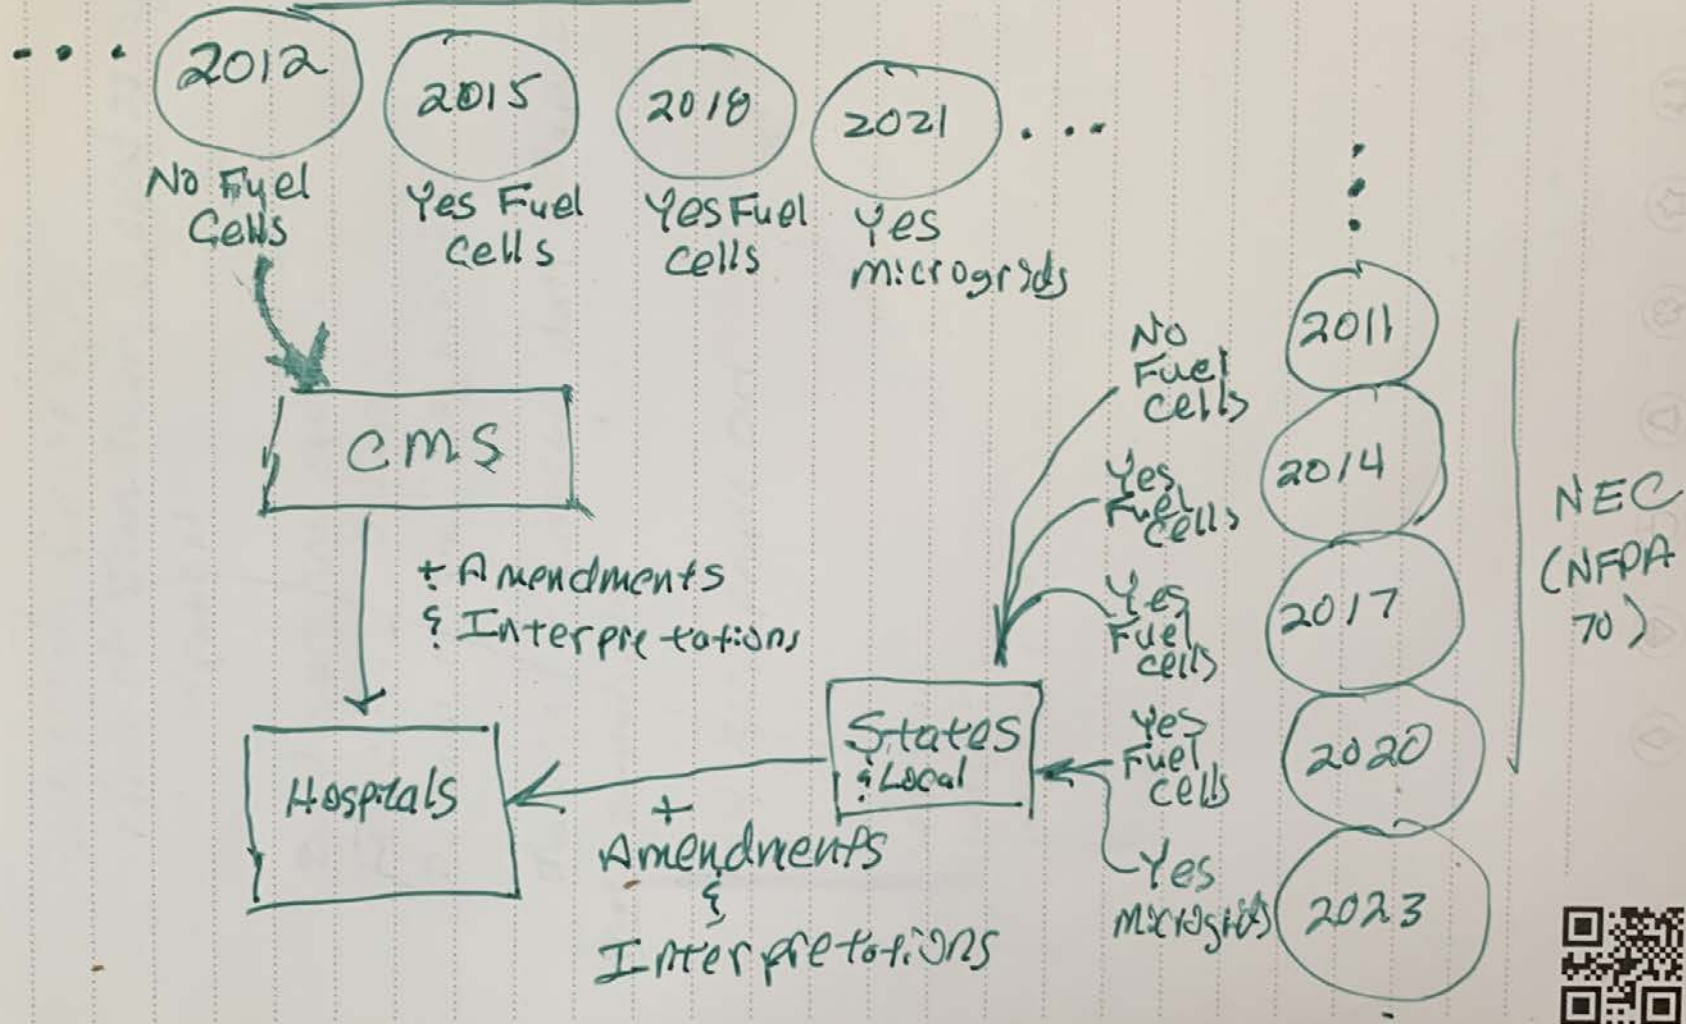 2012
2015
2018
2021
No Fuel
Cells
Yes Fuel
cells
Yes Fuel
cells
Yes
microgrids
CMS
+ Amendments
& Interpretations
Hospitals
States
& Local
+
Amendments
&
Interpretations
No
Fuel
cells
Yes
Fuel
cells
Yes
Fuel
cells
Yes
Fuel
cells
Yes
microgrids
2011
2014
2017
2020
2023
NEC
(NFPA
70)